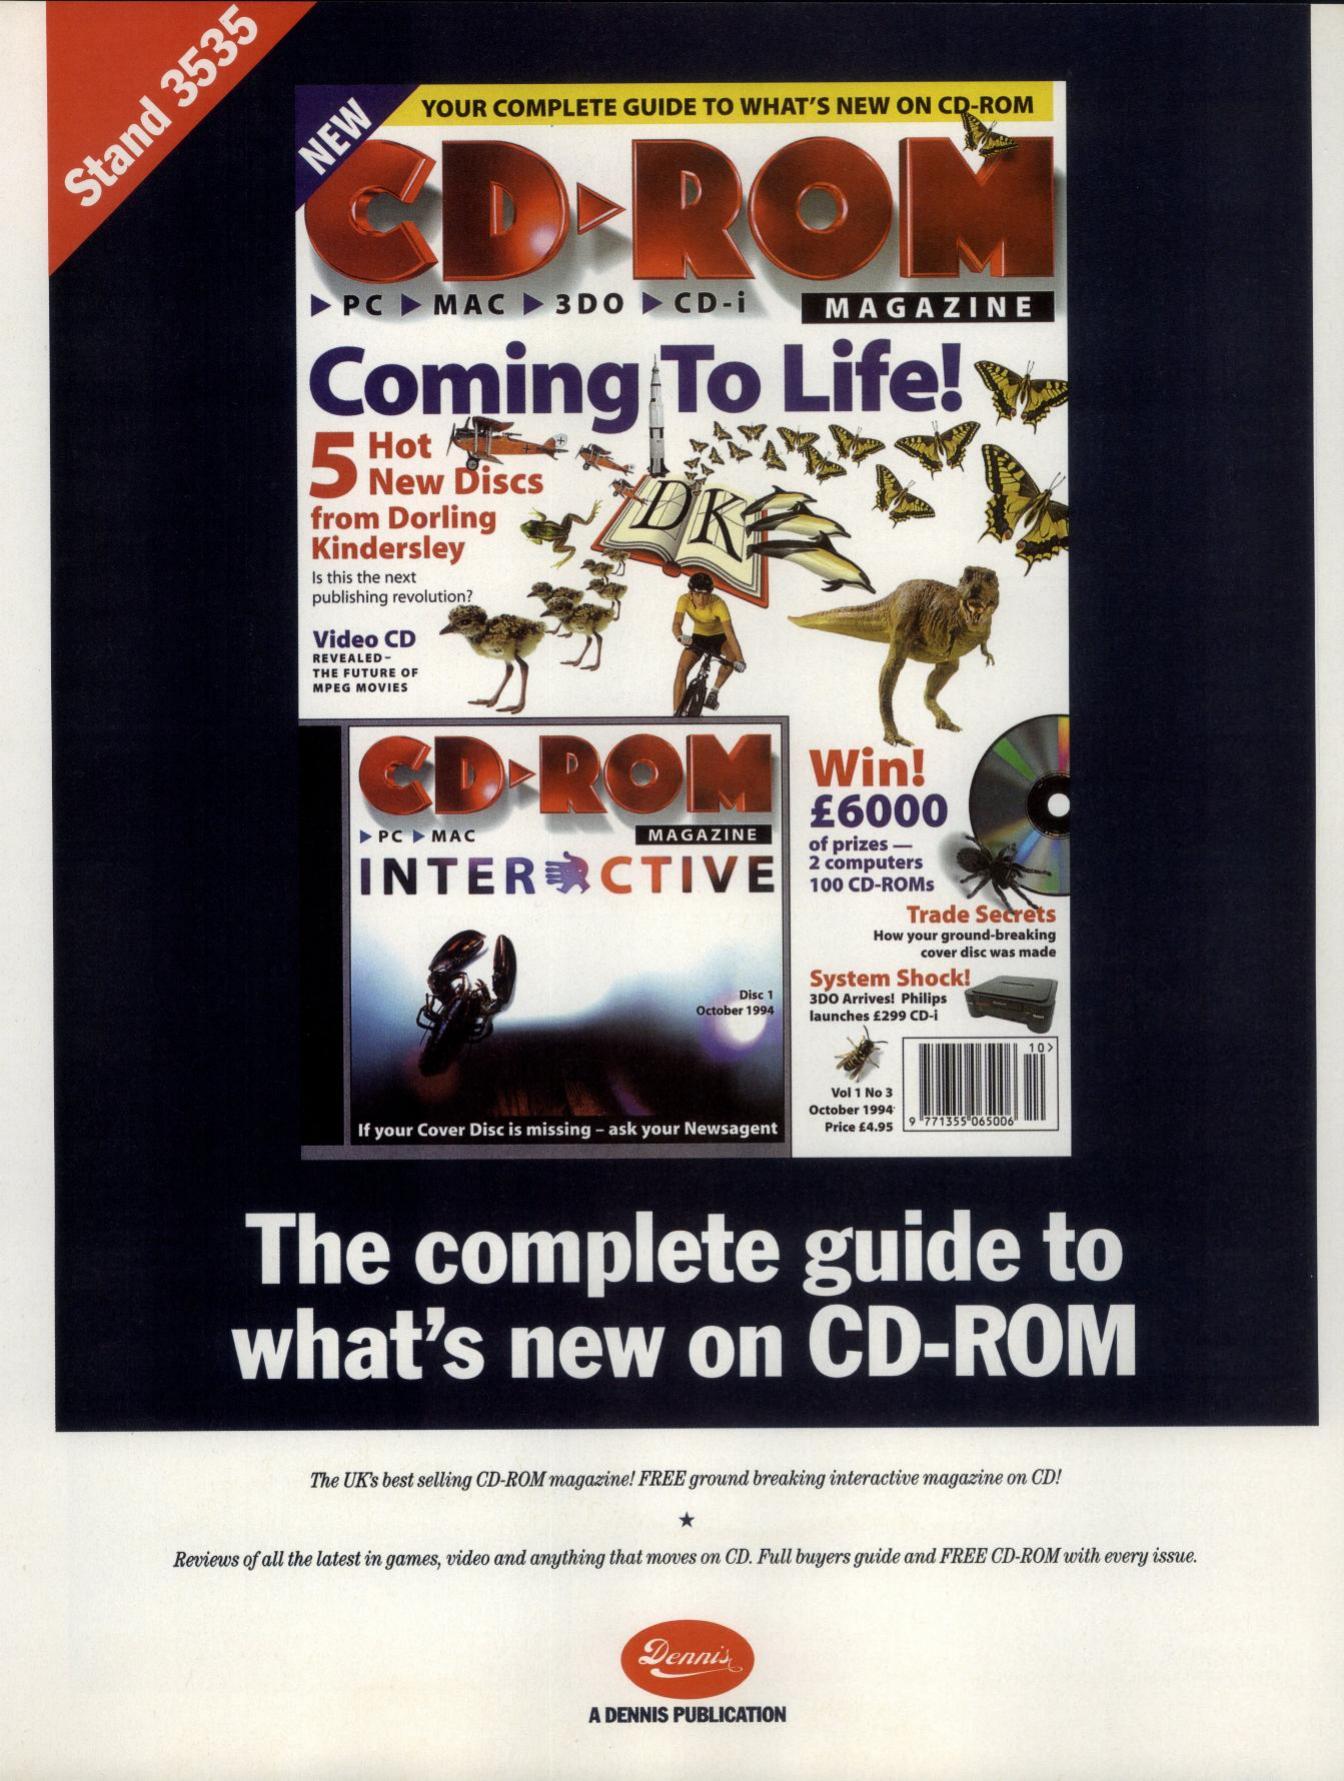 Stand 3535
NEW
YOUR COMPLETE GUIDE TO WHAT'S NEW ON CD-ROM
CD ROM
PC MAC 3DO CD-i
MAGAZINE
Coming To Life!
5 Hot
New Discs
from Dorling
Kindersley
Is this the next
publishing revolution?
Video CD
REVEALED–
THE FUTURE OF
MPEG MOVIES
DK
CD ROM
PC MAC
MAGAZINE
INTERACTIVE
Disc 1
October 1994
If your Cover Disc is missing – ask your Newsagent
Win!
£6000
of prizes —
2 computers
100 CD-ROMs
Trade Secrets
How your ground-breaking
cover disc was made
System Shock!
3DO Arrives! Philips
launches £299 CD-i
Vol 1 No 3
October 1994
Price £4.95
10>
9 771355 065006
The complete guide to
what's new on CD-ROM
The UK's best selling CD-ROM magazine! FREE ground breaking interactive magazine on CD!
Reviews of all the latest in games, video and anything that moves on CD. Full buyers guide and FREE CD-ROM with every issue.
Dennis
A DENNIS PUBLICATION